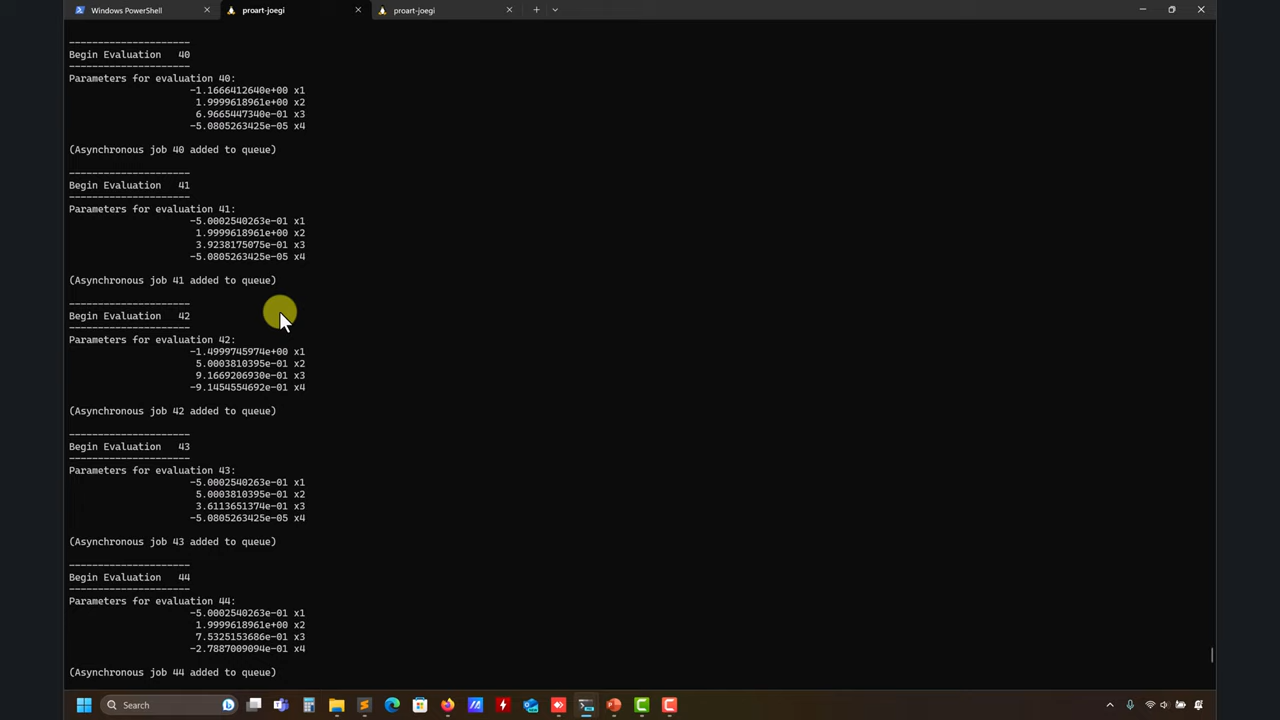 Windows PowerShell
proart-joegi
proart-joegi
---------------------
Begin Evaluation   40
---------------------
Parameters for evaluation 40:
-1.1666412640e+00 x1
1.9999618961e+00 x2
6.9665447340e-01 x3
-5.0805263425e-05 x4
(Asynchronous job 40 added to queue)
---------------------
Begin Evaluation   41
---------------------
Parameters for evaluation 41:
-5.0002540263e-01 x1
1.9999618961e+00 x2
3.9238175075e-01 x3
-5.0805263425e-05 x4
(Asynchronous job 41 added to queue)
---------------------
Begin Evaluation   42
---------------------
Parameters for evaluation 42:
-1.4999745974e+00 x1
5.0003810395e-01 x2
9.1669206930e-01 x3
-9.1454554692e-01 x4
(Asynchronous job 42 added to queue)
---------------------
Begin Evaluation   43
---------------------
Parameters for evaluation 43:
-5.0002540263e-01 x1
5.0003810395e-01 x2
3.6113651374e-01 x3
-5.0805263425e-05 x4
(Asynchronous job 43 added to queue)
---------------------
Begin Evaluation   44
---------------------
Parameters for evaluation 44:
-5.0002540263e-01 x1
1.9999618961e+00 x2
7.5325153686e-01 x3
-2.7887009094e-01 x4
(Asynchronous job 44 added to queue)
Search